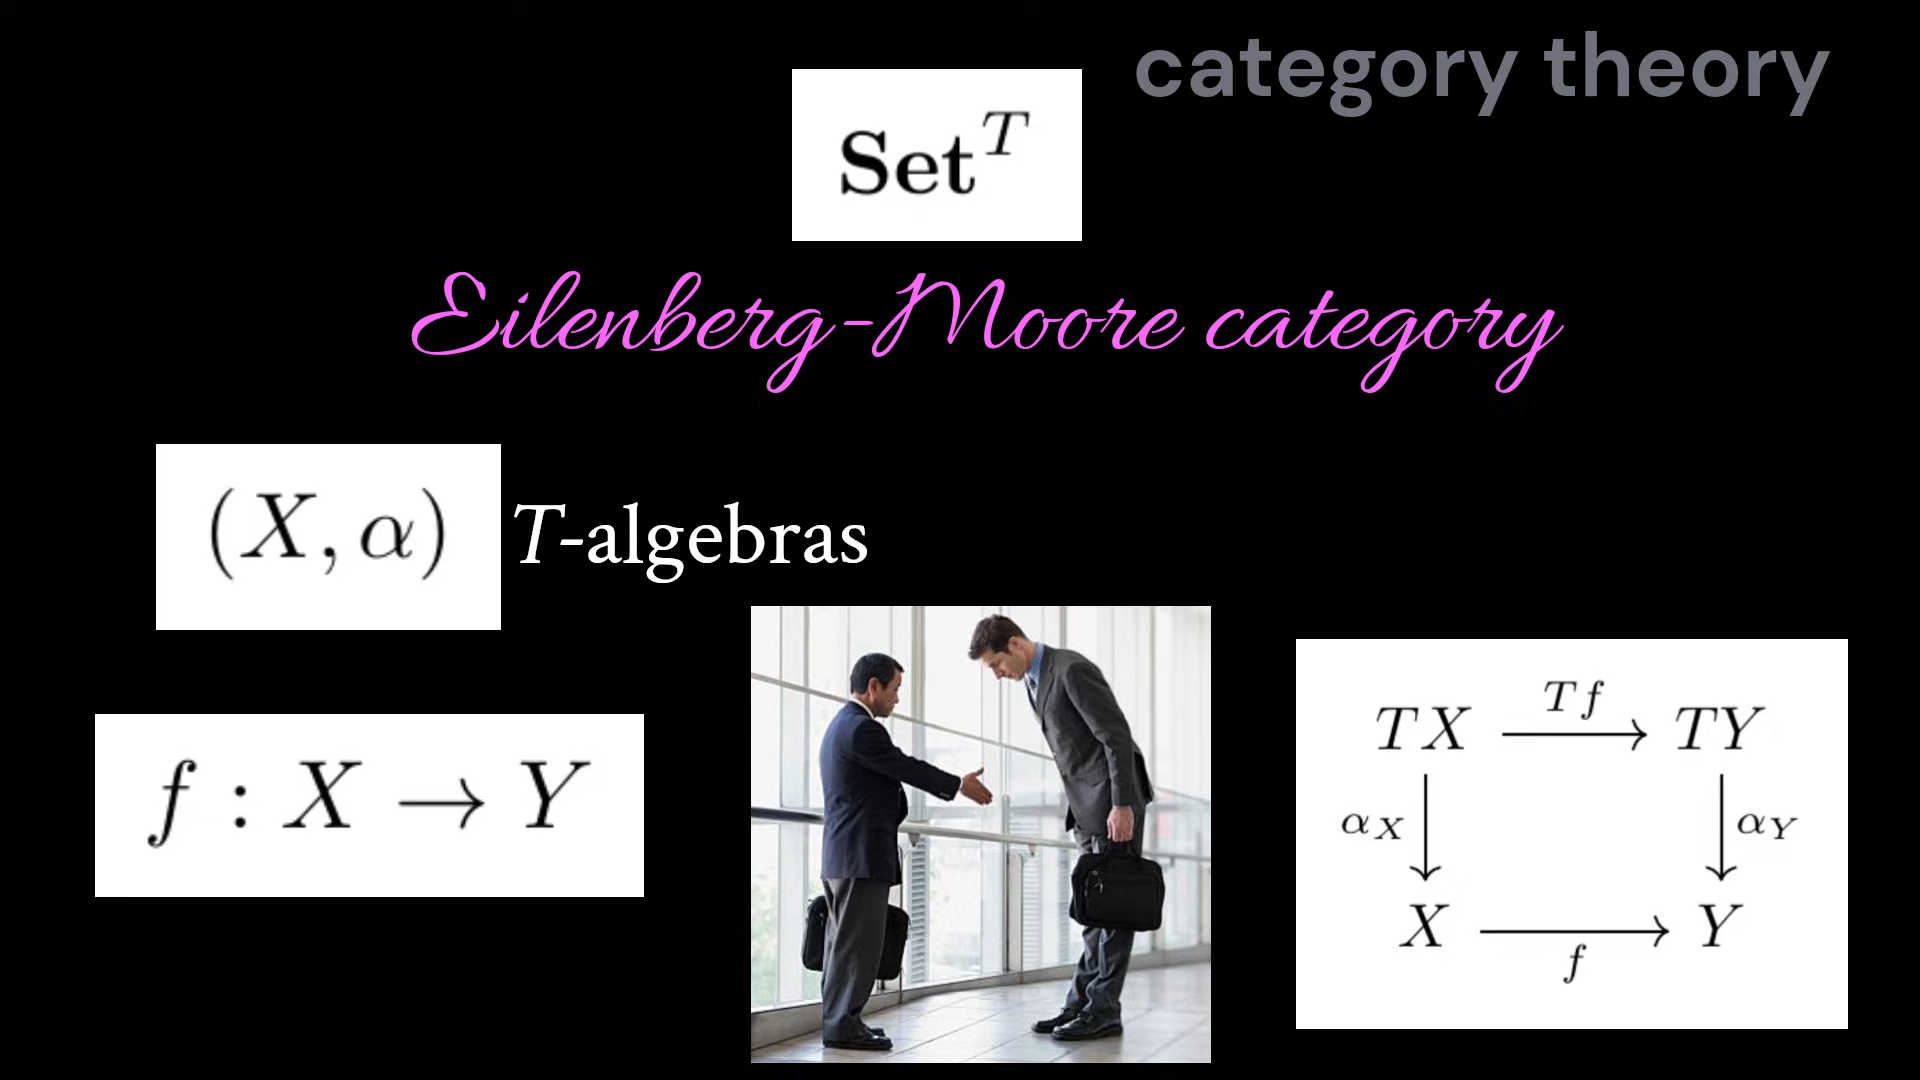 category theory
Set^T
Eilenberg-Moore category
(X, α) T-algebras
f : X → Y
Tf
TX → TY
α_X α_Y
X → Y
f